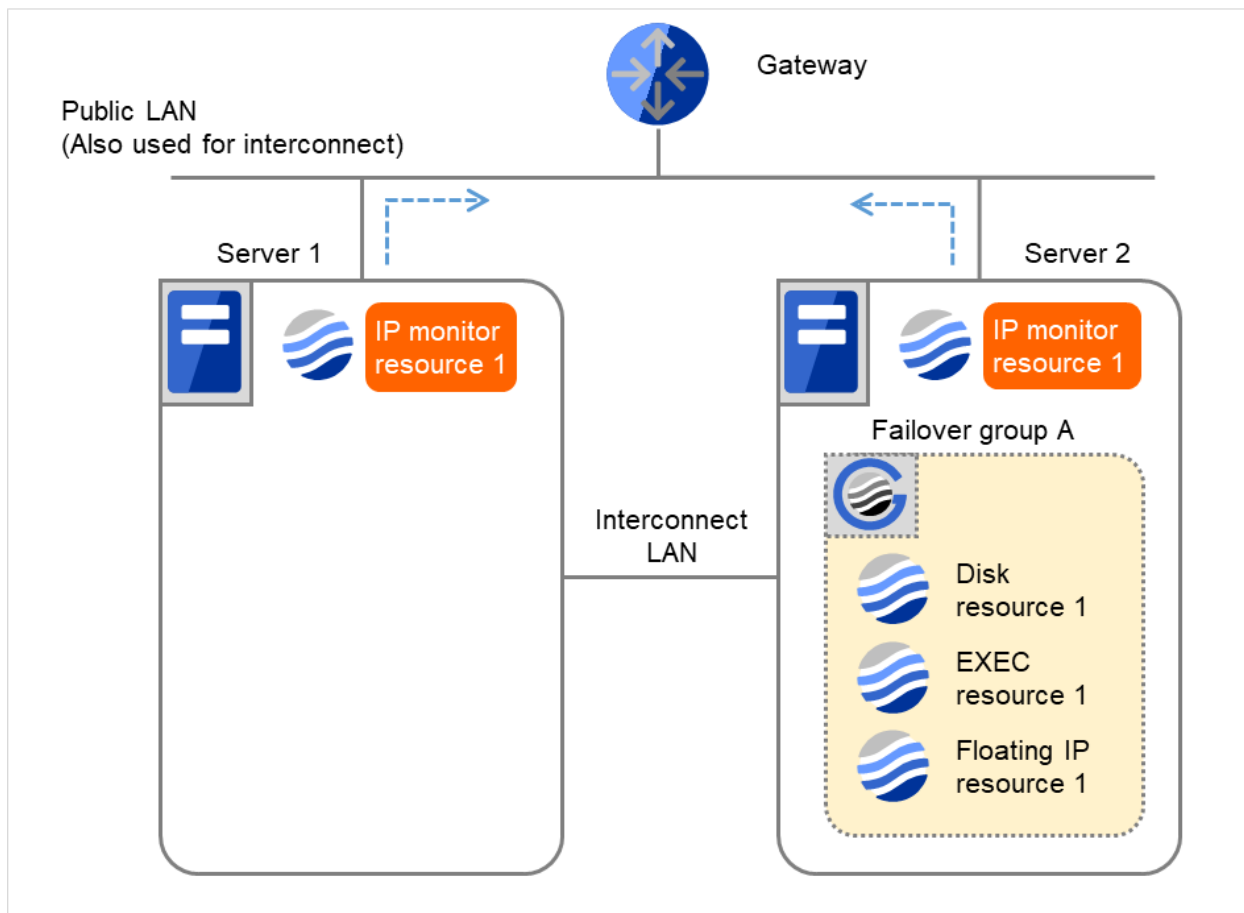 Gateway
Public LAN
(Also used for interconnect)
Server 1
Server 2
IP monitor
resource 1
IP monitor
resource 1
Failover group A
Interconnect
LAN
Disk
resource 1
EXEC
resource 1
Floating IP
resource 1